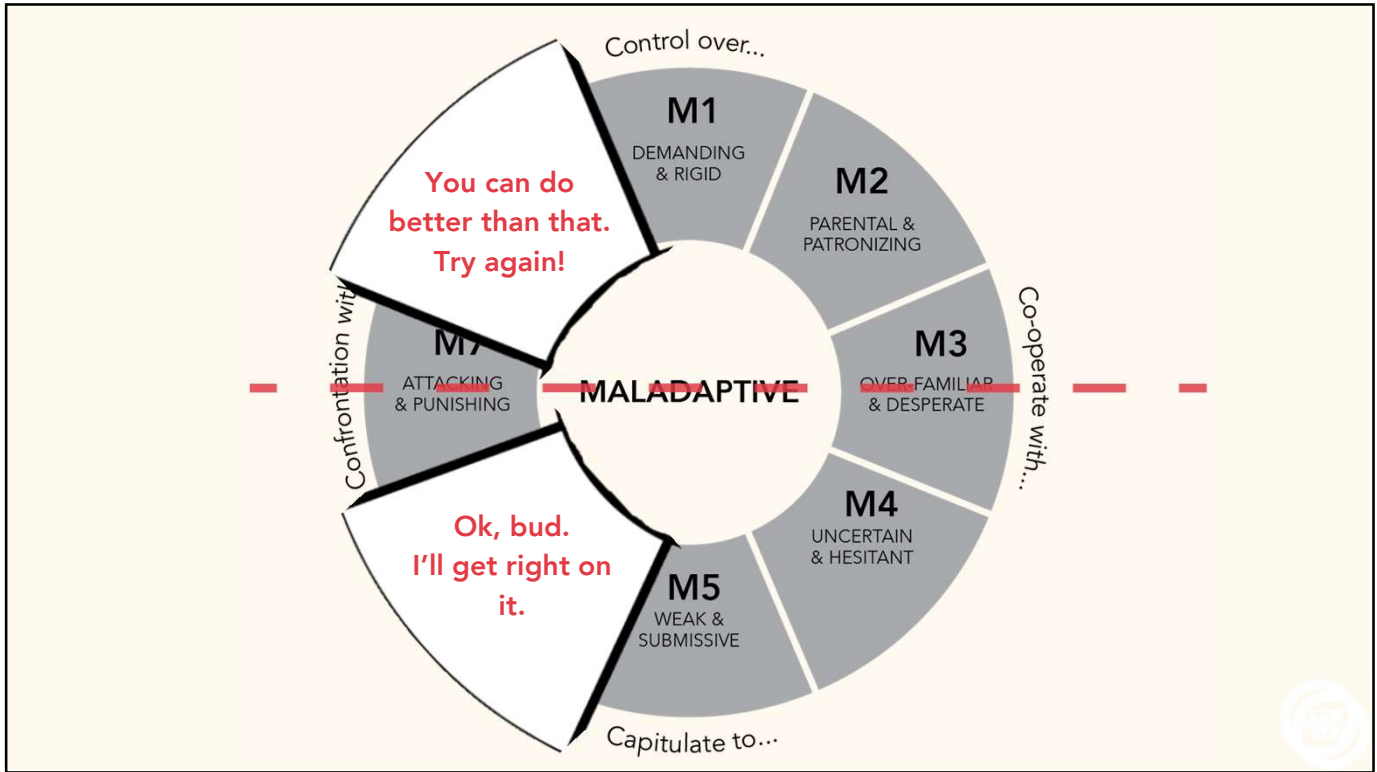 Control over...
M1
DEMANDING
& RIGID
M2
PARENTAL &
PATRONIZING
You can do
better than that.
Try again!
Confrontation with
M7
ATTACKING
& PUNISHING
MALADAPTIVE
M3
OVER-FAMILIAR
& DESPERATE
Co-operate with...
M4
UNCERTAIN
& HESITANT
Ok, bud.
I'll get right on
it.
M5
WEAK &
SUBMISSIVE
Capitulate to...